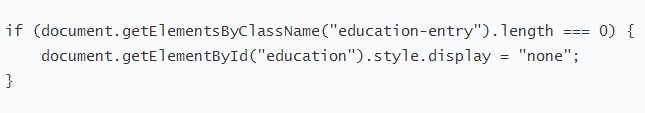 if (document.getElementsByClassName("education-entry").length === 0) {
    document.getElementById("education").style.display = "none";
}